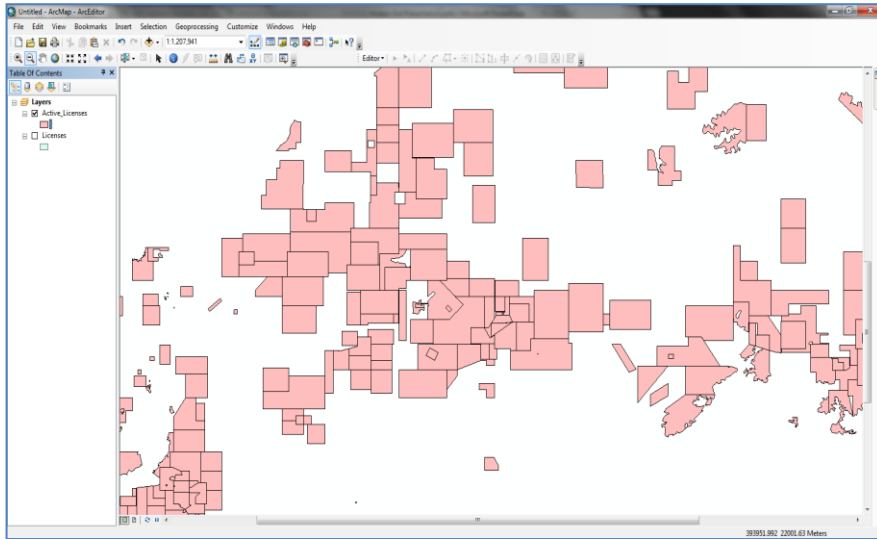 Untitled - ArcMap - ArcEditor
File Edit View Bookmarks Insert Selection Geoprocessing Customize Windows Help
1:1,207,941
Editor
Table Of Contents
Layers
Active_Licenses
Licenses
393951.992 22001.63 Meters